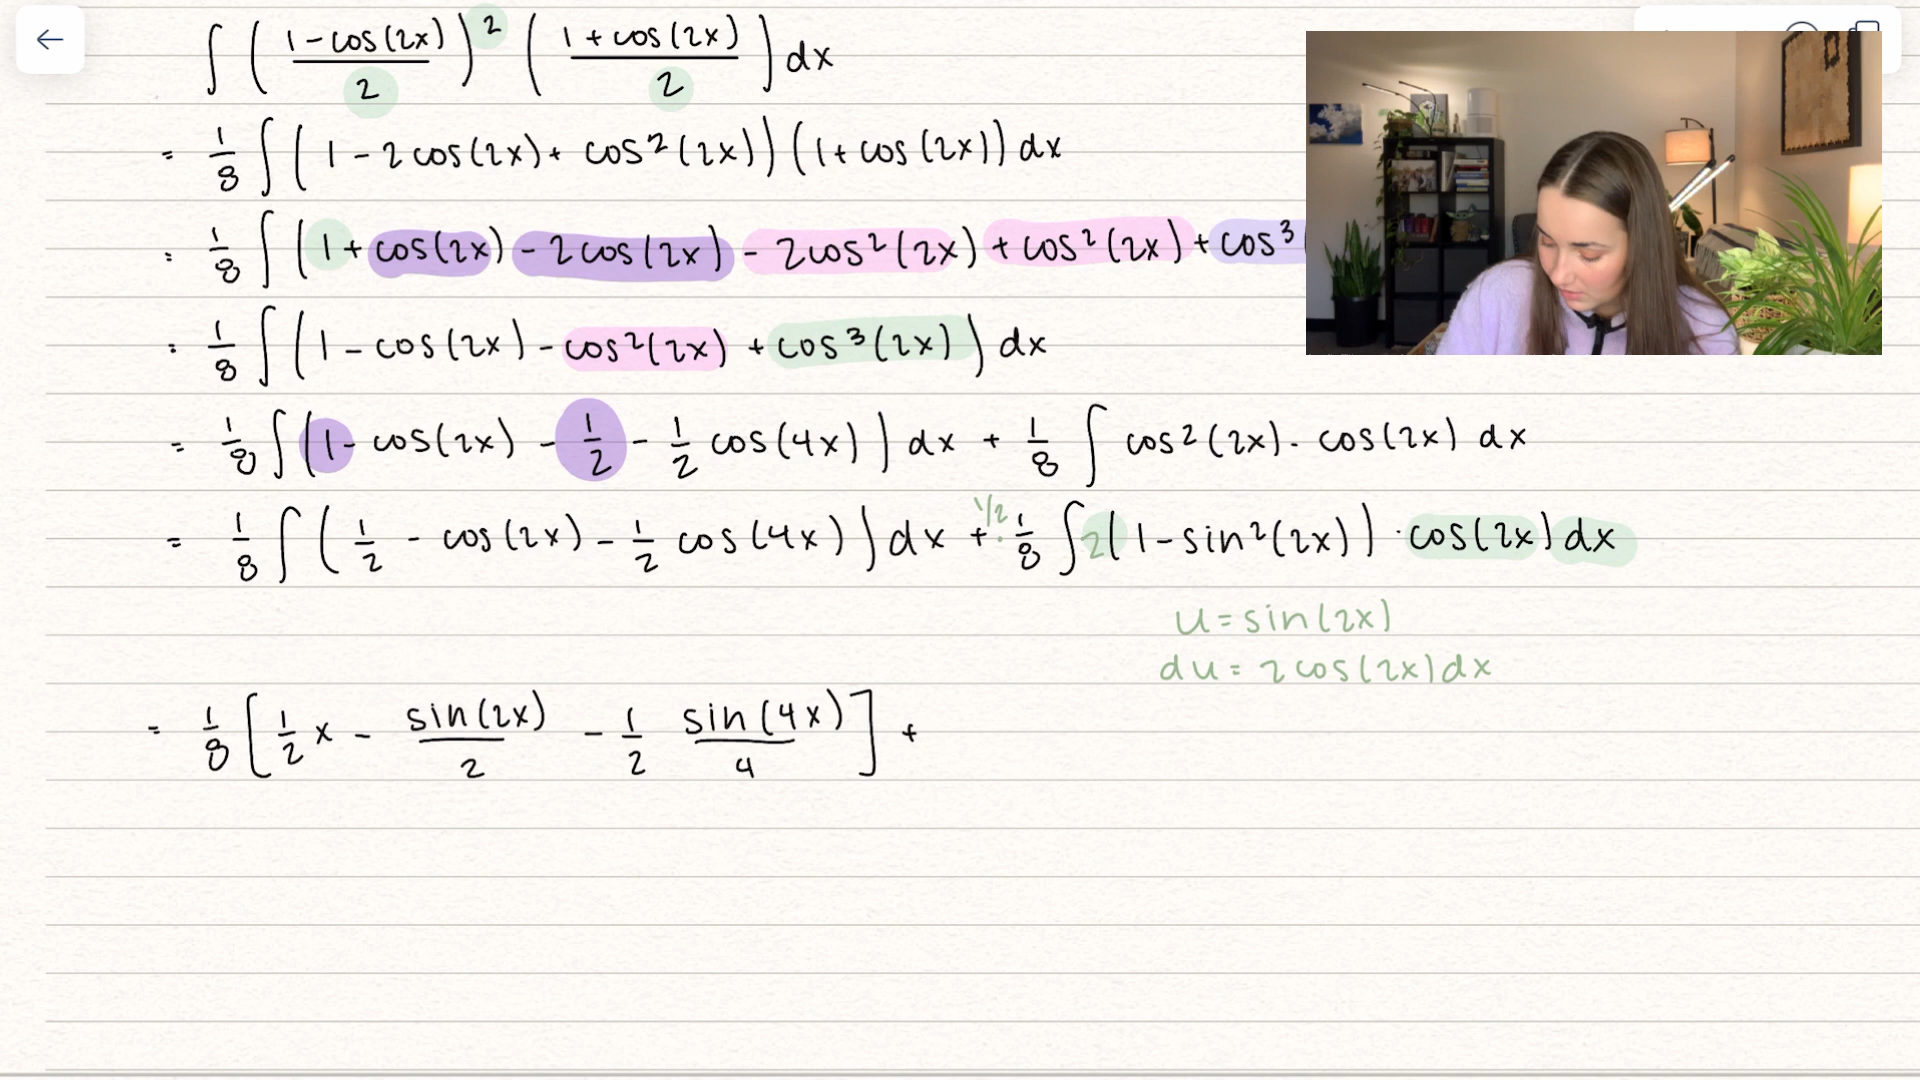 ∫ ( (1-cos(2x))/2 )² ( (1+cos(2x))/2 ) dx
= 1/8 ∫ (1-2cos(2x)+ cos²(2x)) (1+cos(2x)) dx
= 1/8 ∫ (1+cos(2x)-2cos(2x)-2cos²(2x)+cos²(2x)+cos³
= 1/8 ∫ (1-cos(2x)-cos²(2x)+cos³(2x)) dx
= 1/8 ∫ (1-cos(2x)-1/2-1/2 cos(4x)) dx + 1/8 ∫ cos²(2x)·cos(2x) dx
= 1/8 ∫ (1/2-cos(2x)-1/2 cos(4x)) dx + 1/2 · 1/8 ∫ 2(1-sin²(2x))·cos(2x) dx
u=sin(2x)
du=2cos(2x)dx
= 1/8 [1/2 x - sin(2x)/2 - 1/2 sin(4x)/4] +